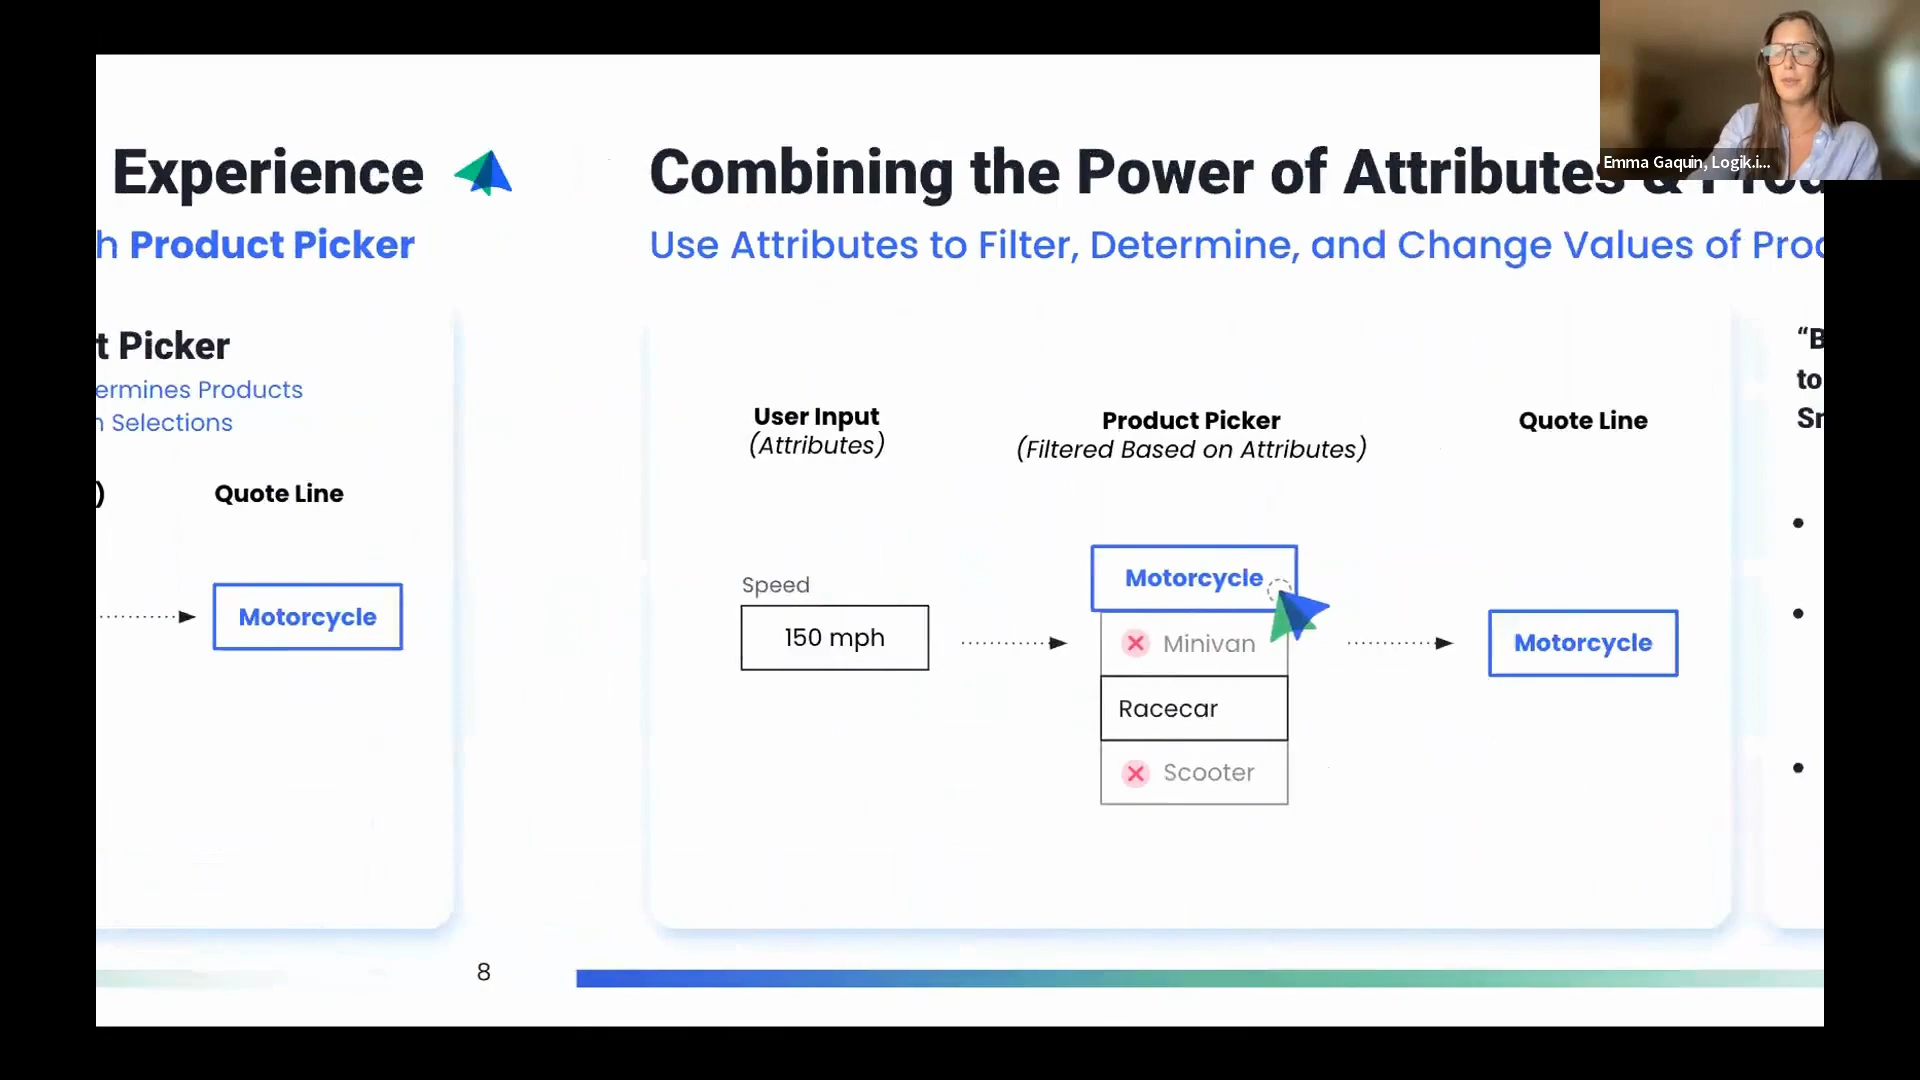 Experience
h Product Picker
t Picker
ermines Products
n Selections
)
Quote Line
Motorcycle
8
Combining the Power of Attributes &
Use Attributes to Filter, Determine, and Change Values of Prod
User Input
(Attributes)
Product Picker
(Filtered Based on Attributes)
Quote Line
Speed
150 mph
Motorcycle
Minivan
Racecar
Scooter
Motorcycle
“B
to
Sr
Emma Gaquin, Logik.i...